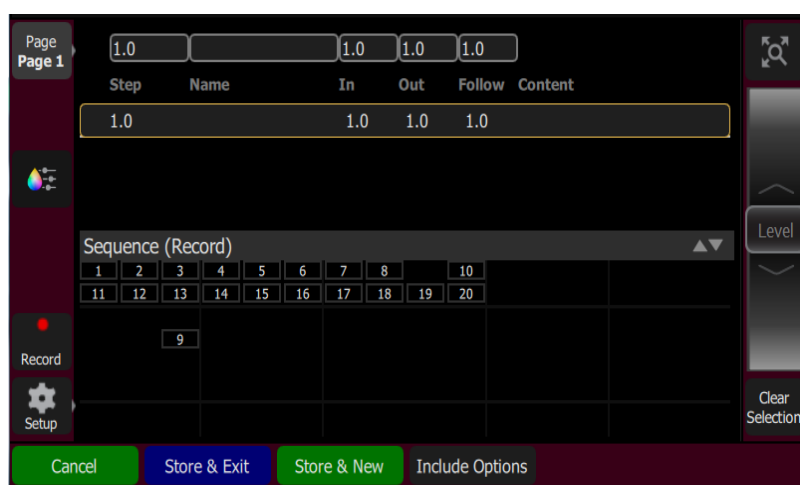 Page
Page 1
1.0 1.0 1.0 1.0
Step Name In Out Follow Content
1.0 1.0 1.0 1.0
Level
Sequence (Record)
1 2 3 4 5 6 7 8 10
11 12 13 14 15 16 17 18 19 20
9
Record
Setup
Clear
Selection
Cancel Store & Exit Store & New Include Options